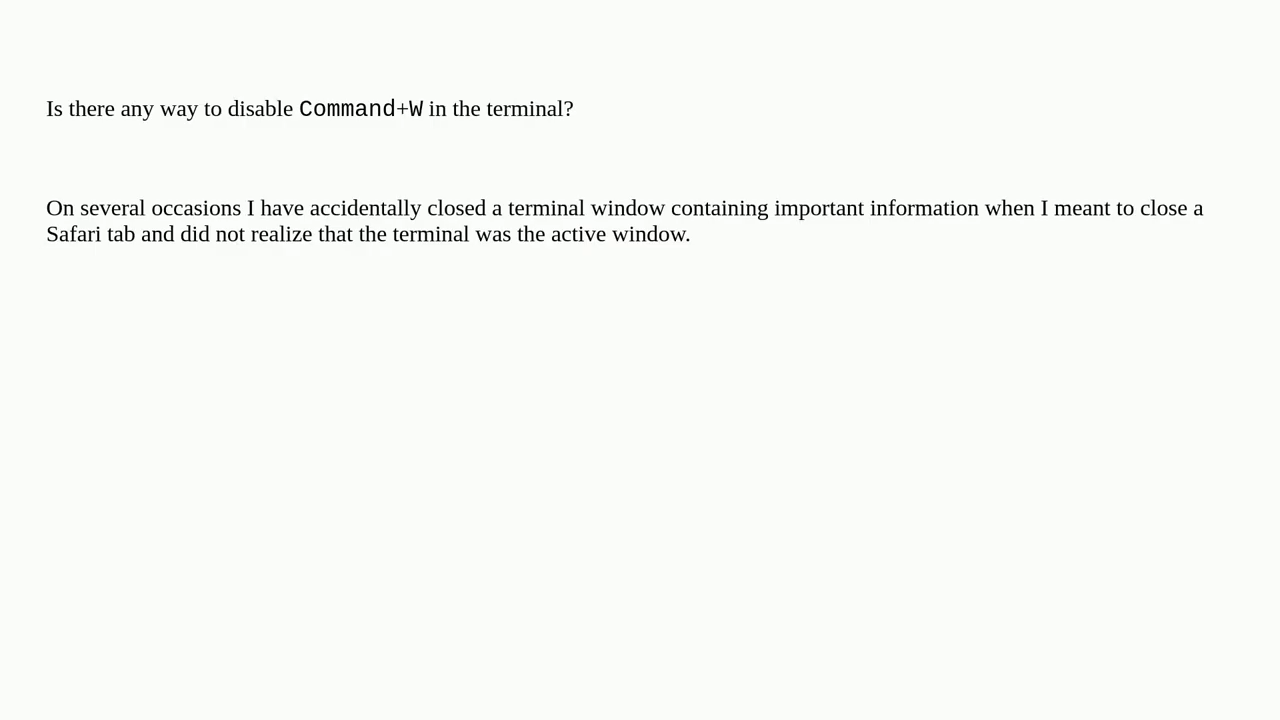 Is there any way to disable Command+W in the terminal?
On several occasions I have accidentally closed a terminal window containing important information when I meant to close a
Safari tab and did not realize that the terminal was the active window.